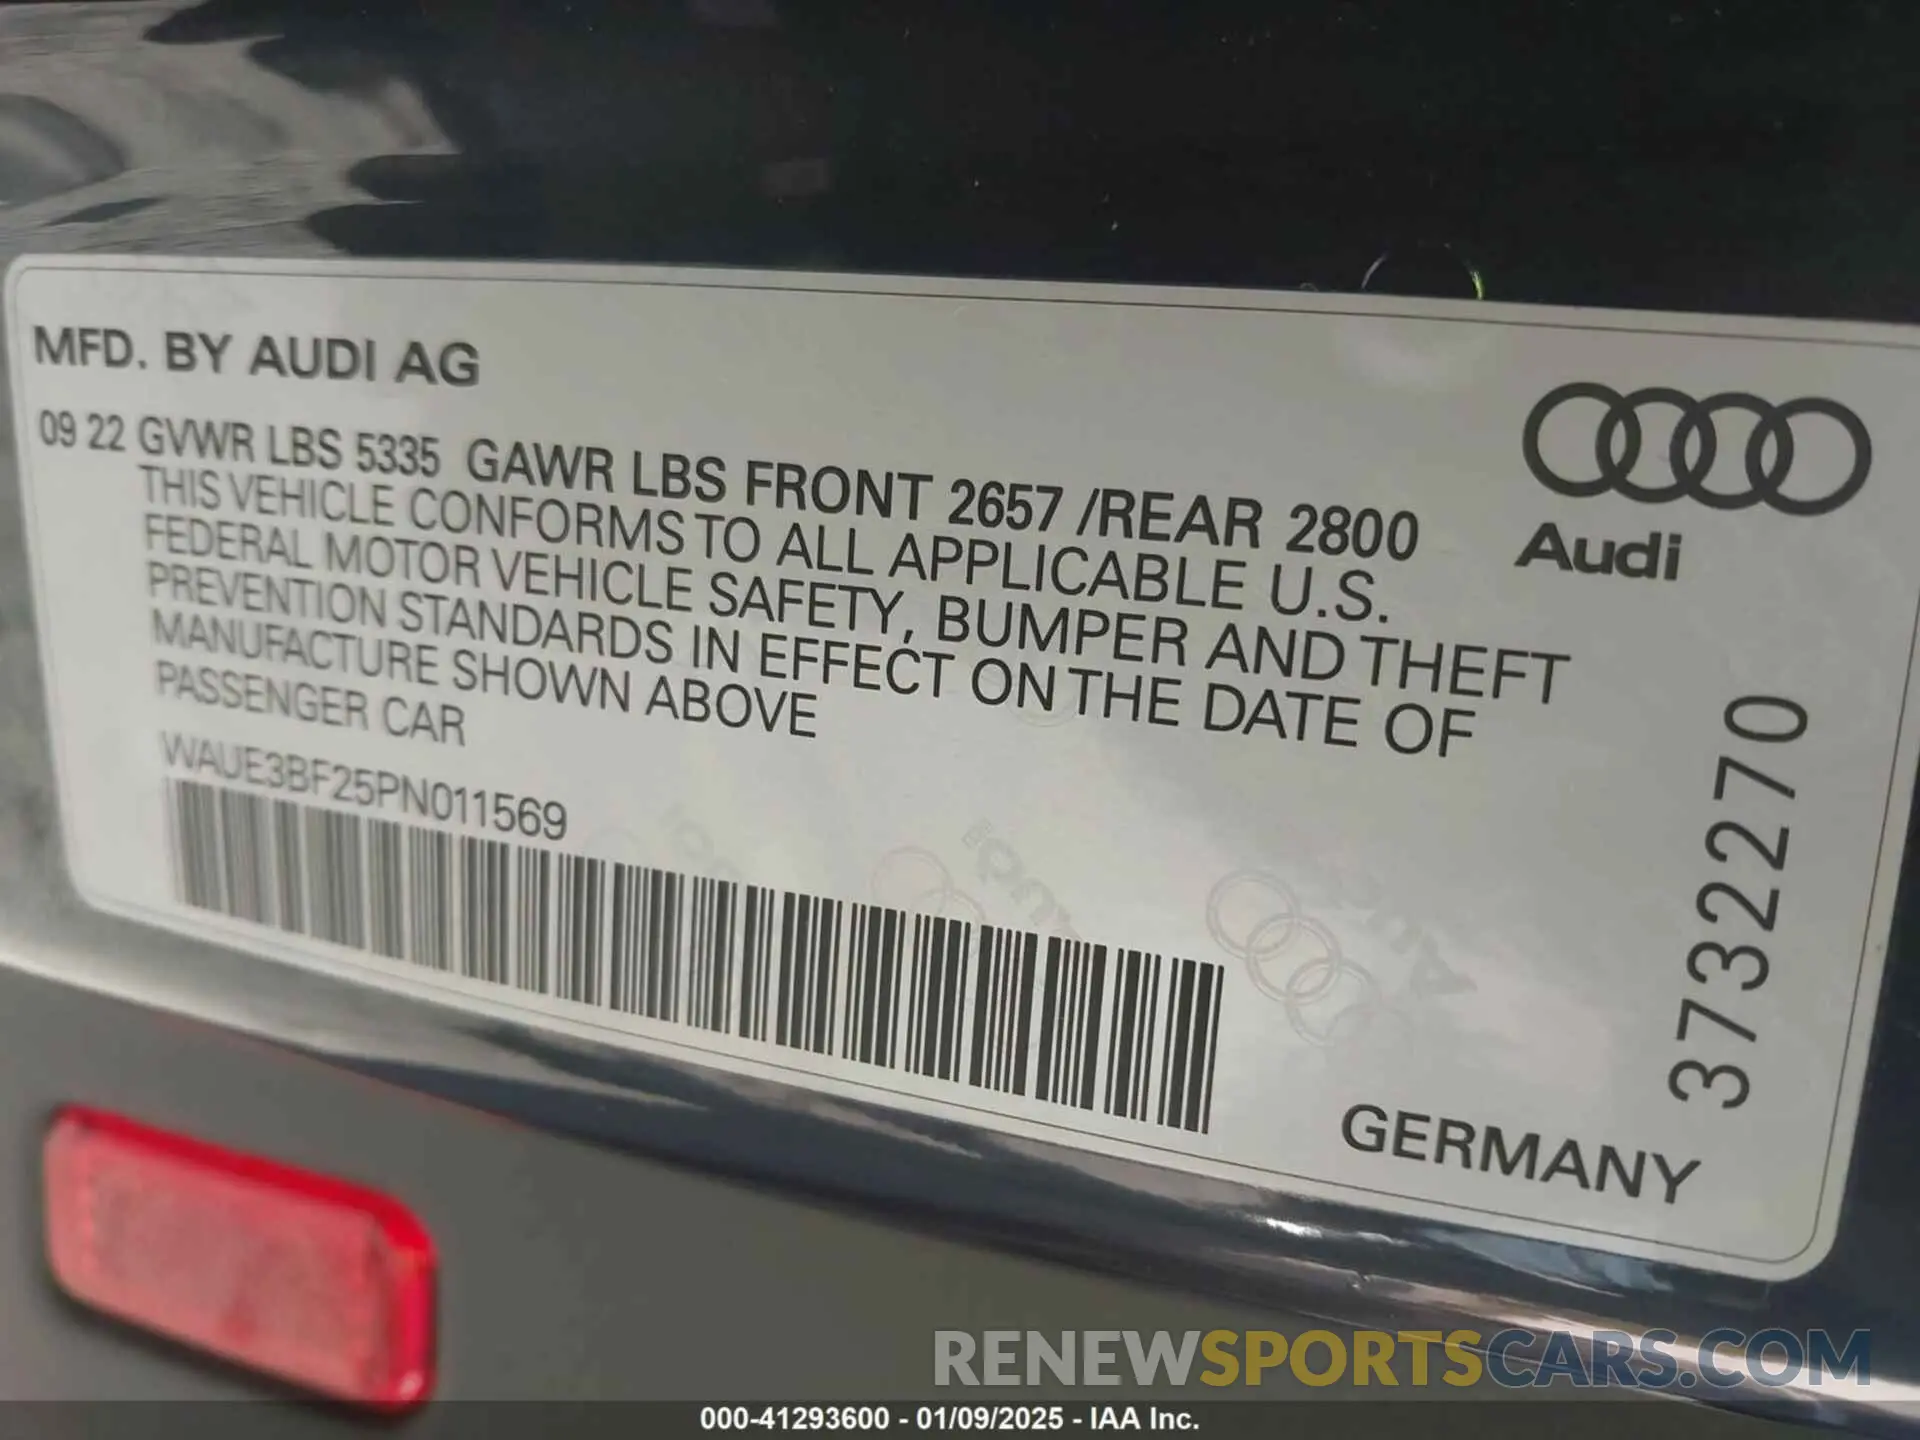 MFD. BY AUDI AG
09 22 GVWR LBS 5335 GAWR LBS FRONT 2657 /REAR 2800
THIS VEHICLE CONFORMS TO ALL APPLICABLE U.S.
FEDERAL MOTOR VEHICLE SAFETY, BUMPER AND THEFT
PREVENTION STANDARDS IN EFFECT ON THE DATE OF
MANUFACTURE SHOWN ABOVE
PASSENGER CAR
WAUE3BF25PN011569
Audi
3732270
Audi
Audi
GERMANY
RENEWSPORTSCARS.COM
000-41293600 - 01/09/2025 - IAA Inc.